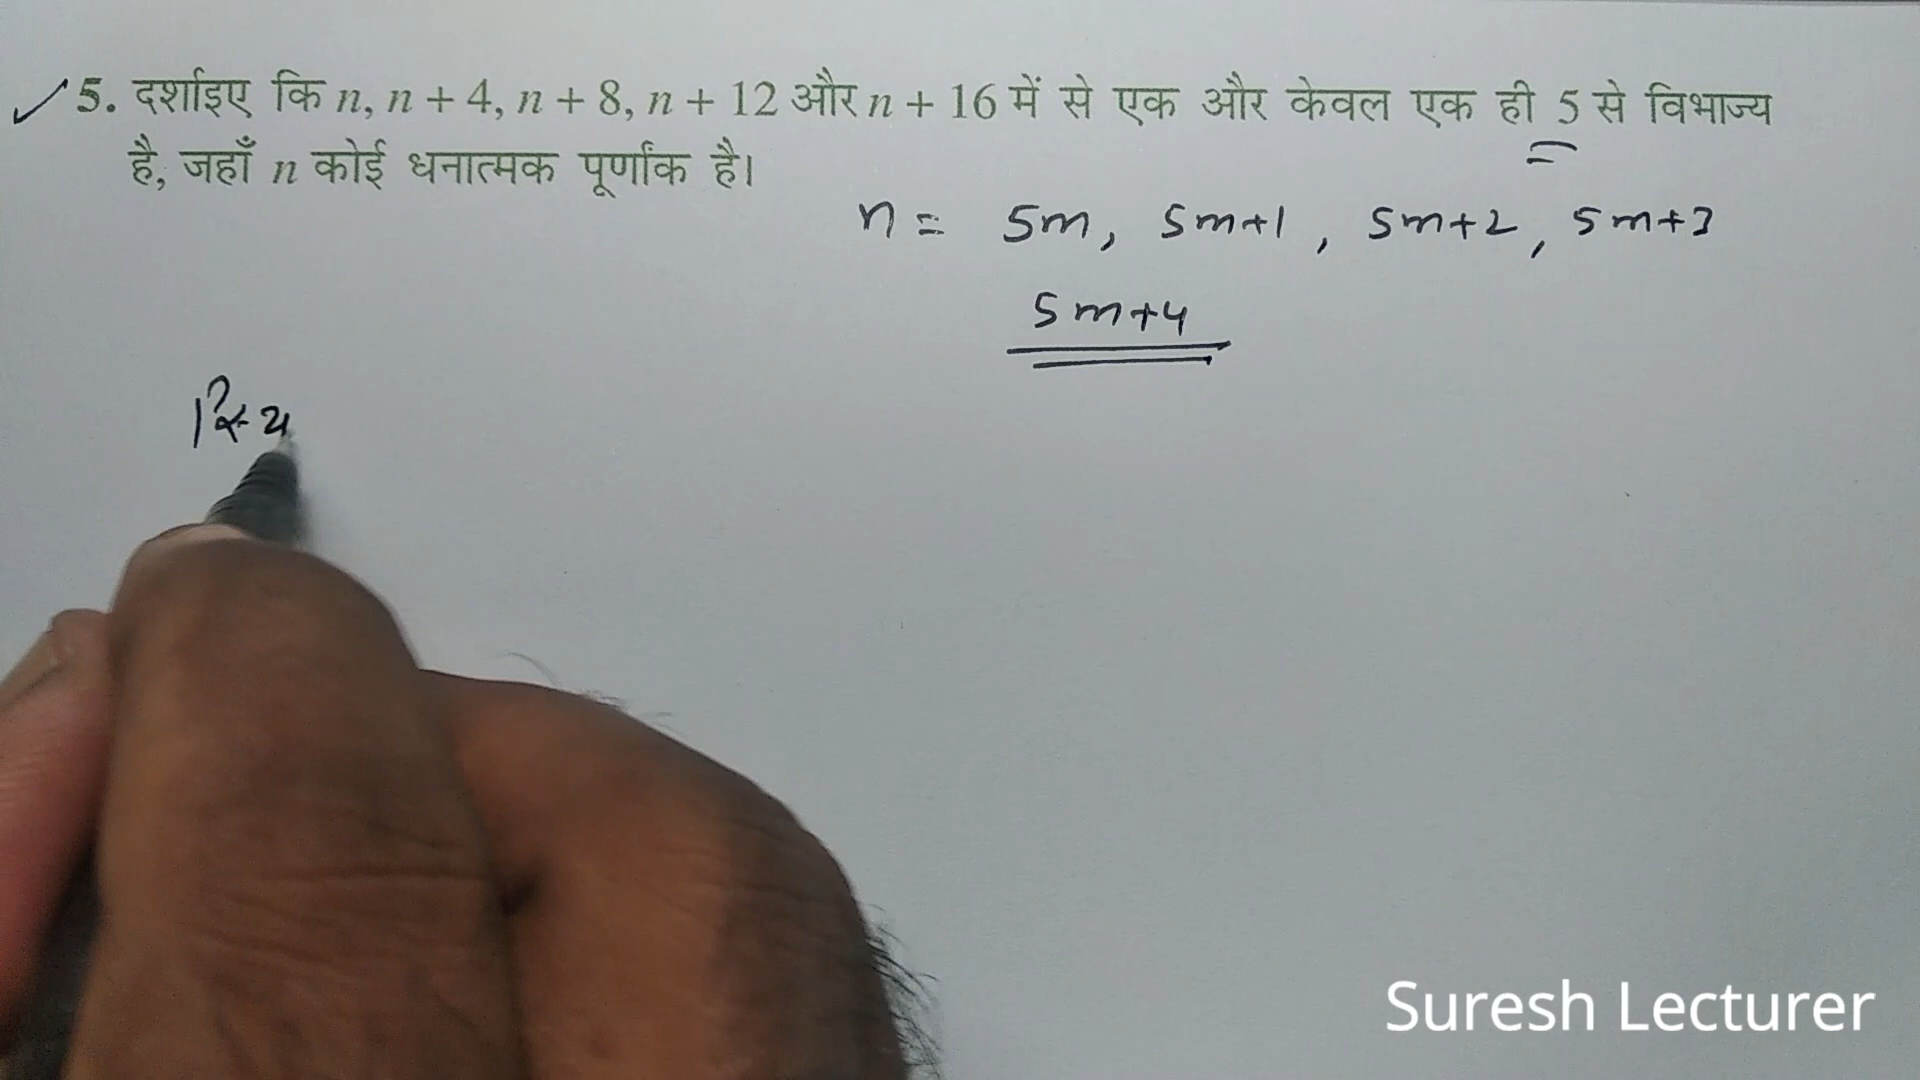 5. दर्शाइए कि n, n + 4, n + 8, n + 12 और n + 16 में से एक और केवल एक ही 5 से विभाज्य
है, जहाँ n कोई धनात्मक पूर्णांक है।
n = 5m, 5m+1, 5m+2, 5m+3
5m+4
Suresh Lecturer